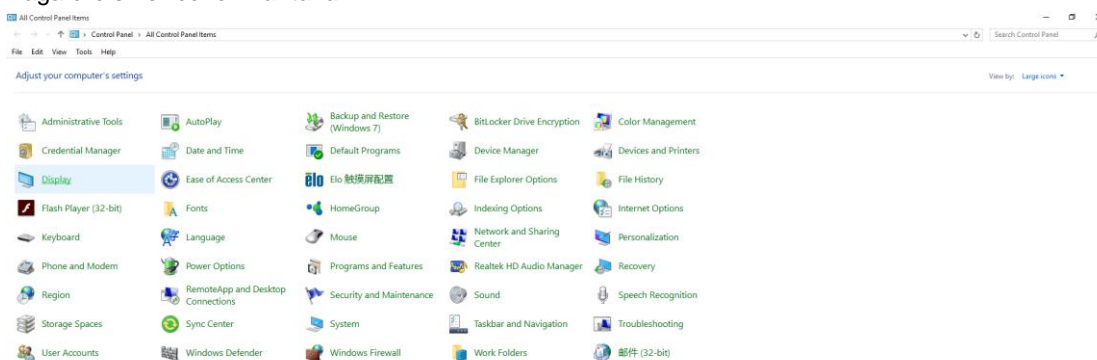 All Control Panel Items
Control Panel › All Control Panel Items
Search Control Panel
File Edit View Tools Help
Adjust your computer's settings
View by: Large icons
Administrative Tools
AutoPlay
Backup and Restore
(Windows 7)
BitLocker Drive Encryption
Color Management
Credential Manager
Date and Time
Default Programs
Device Manager
Devices and Printers
Display
Ease of Access Center
elo Elo 触摸屏配置
File Explorer Options
File History
Flash Player (32-bit)
Fonts
HomeGroup
Indexing Options
Internet Options
Keyboard
Language
Mouse
Network and Sharing
Center
Personalization
Phone and Modem
Power Options
Programs and Features
Realtek HD Audio Manager
Recovery
Region
RemoteApp and Desktop
Connections
Security and Maintenance
Sound
Speech Recognition
Storage Spaces
Sync Center
System
Taskbar and Navigation
Troubleshooting
User Accounts
Windows Defender
Windows Firewall
Work Folders
邮件 (32-bit)